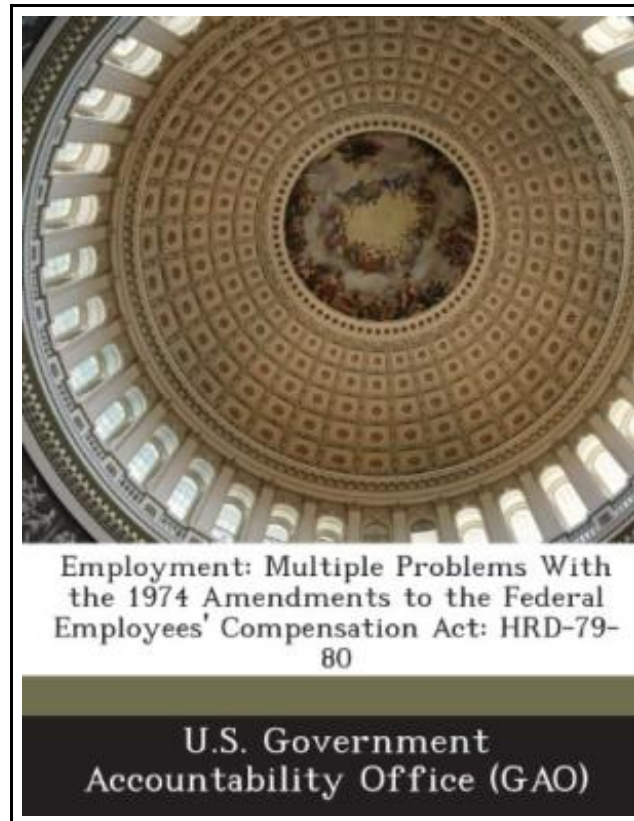 Employment: Multiple Problems With
the 1974 Amendments to the Federal
Employees' Compensation Act: HRD-79-
80
U.S. Government
Accountability Office (GAO)